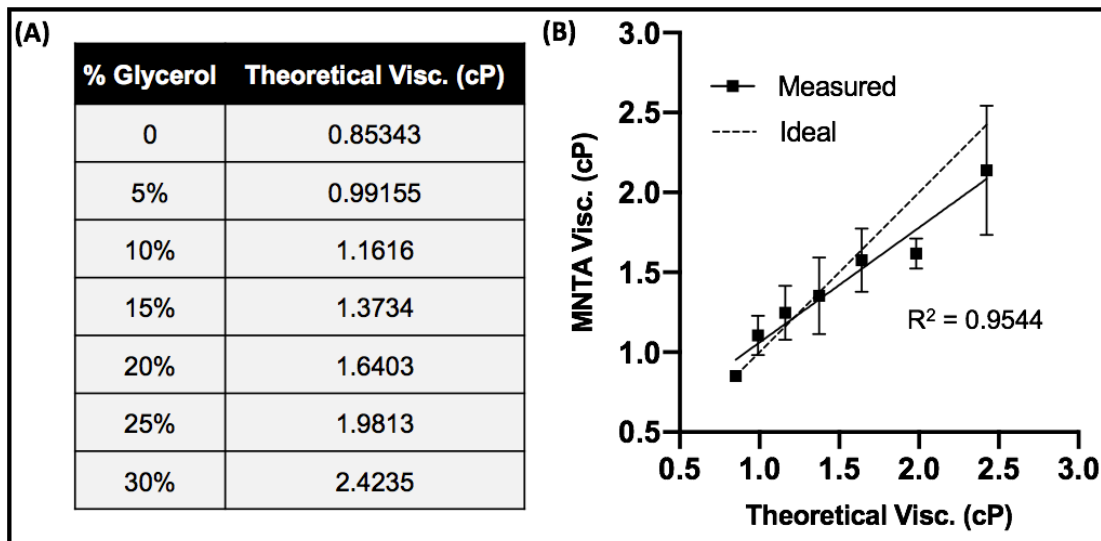 (A)
% Glycerol Theoretical Visc. (cP)
0 0.85343
5% 0.99155
10% 1.1616
15% 1.3734
20% 1.6403
25% 1.9813
30% 2.4235
(B)
MNTA Visc. (cP)
3.0
2.5
2.0
1.5
1.0
0.5
Measured
Ideal
R² = 0.9544
0.5 1.0 1.5 2.0 2.5 3.0
Theoretical Visc. (cP)